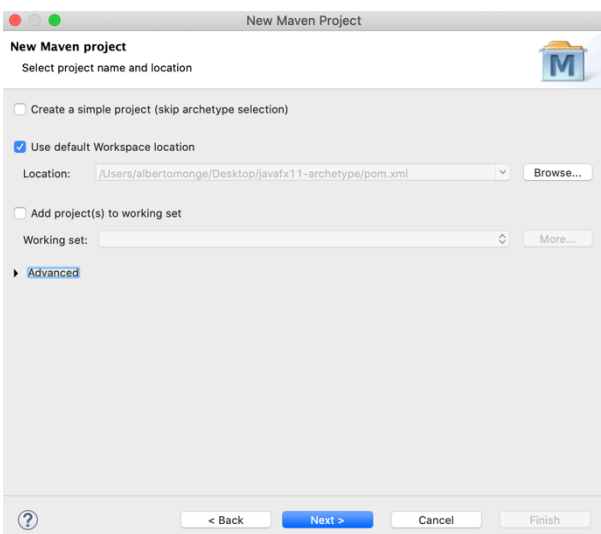 New Maven Project
New Maven project
Select project name and location
M
Create a simple project (skip archetype selection)
Use default Workspace location
Location: /Users/albertomonge/Desktop/javafx11-archetype/pom.xml Browse...
Add project(s) to working set
Working set: More...
Advanced
? < Back Next > Cancel Finish